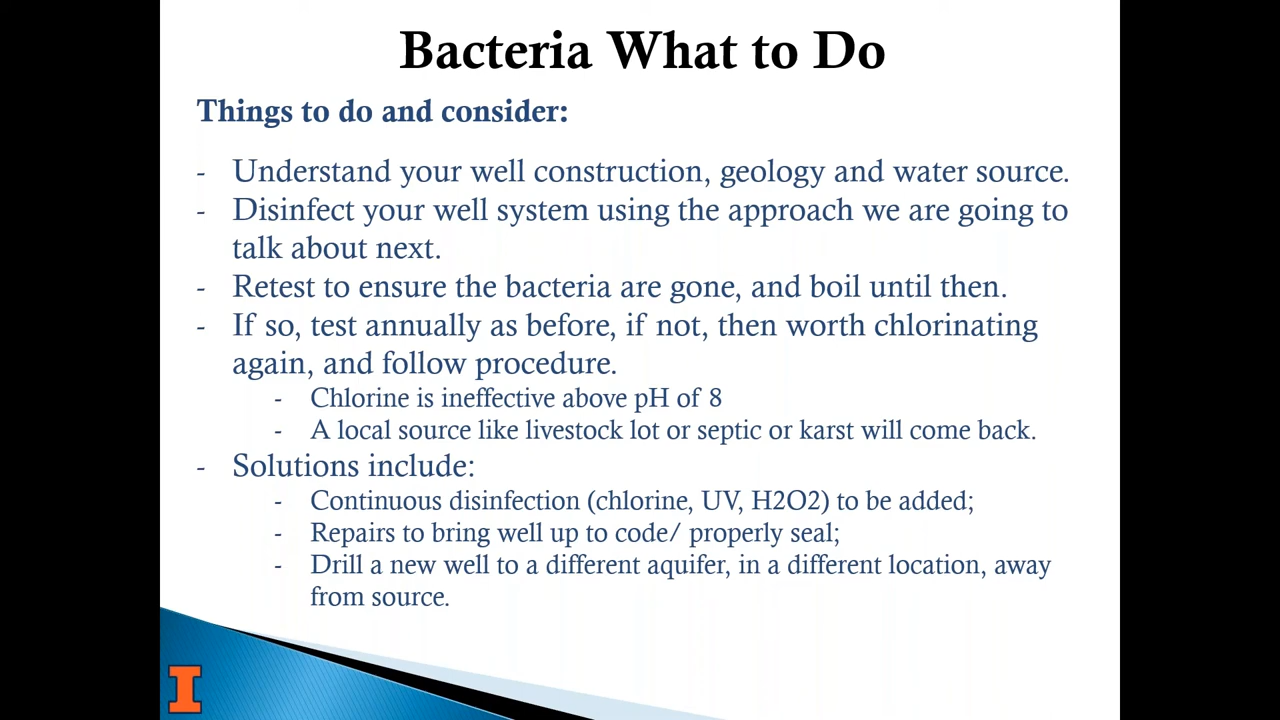 Bacteria What to Do
Things to do and consider:
- Understand your well construction, geology and water source.
- Disinfect your well system using the approach we are going to
talk about next.
- Retest to ensure the bacteria are gone, and boil until then.
- If so, test annually as before, if not, then worth chlorinating
again, and follow procedure.
- Chlorine is ineffective above pH of 8
- A local source like livestock lot or septic or karst will come back.
- Solutions include:
- Continuous disinfection (chlorine, UV, H2O2) to be added;
- Repairs to bring well up to code/ properly seal;
- Drill a new well to a different aquifer, in a different location, away
from source.
I